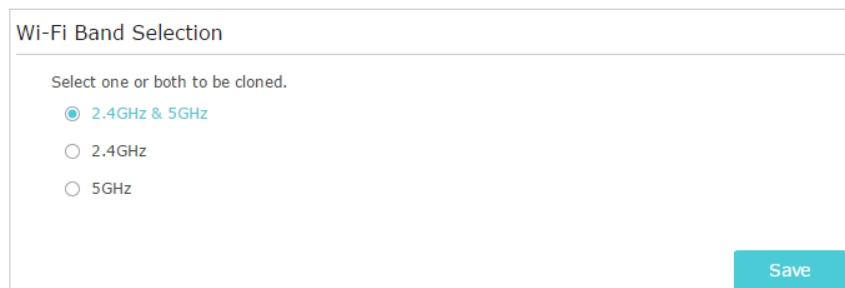 Wi-Fi Band Selection
Select one or both to be cloned.
2.4GHz & 5GHz
2.4GHz
5GHz
Save